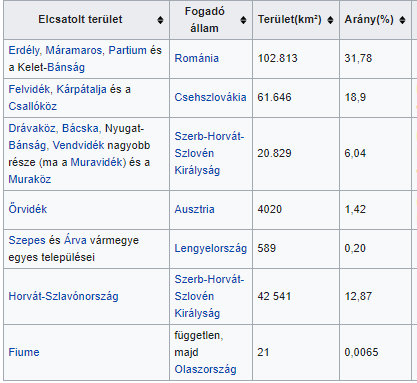 Elcsatolt terület Fogadó állam Terület(km²) Arány(%)
Erdély, Máramaros, Partium és
a Kelet-Bánság
Románia
102.813
31,78
Felvidék, Kárpátalja és a
Csallóköz
Csehszlovákia
61.646
18,9
Drávaköz, Bácska, Nyugat-
Bánság, Vendvidék nagyobb
része (ma a Muravidék) és a
Muraköz
Szerb-Horvát-
Szlovén
Királyság
20.829
6,04
Őrvidék
Ausztria
4020
1,42
Szepes és Árva vármegye
egyes települései
Lengyelország
589
0,20
Horvát-Szlavónország
Szerb-Horvát-
Szlovén
Királyság
42 541
12,87
Fiume
független,
majd
Olaszország
21
0,0065